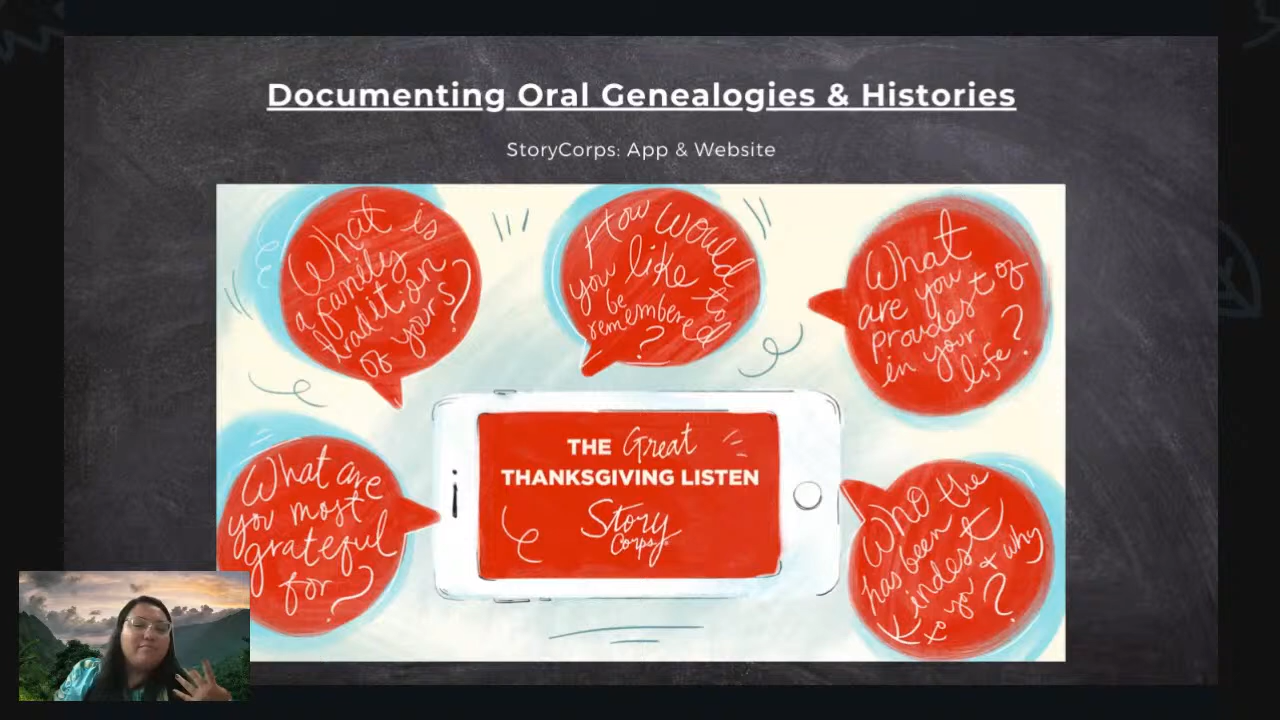 Documenting Oral Genealogies & Histories
StoryCorps: App & Website
What is
a family
tradition
of yours?
How would
you like to
be
remembered
?
What
are you
proudest of
in your
life?
What are
you most
grateful
for?
THE Great
THANKSGIVING LISTEN
Story
Corps
Who the
has been
kindest + why
to you?